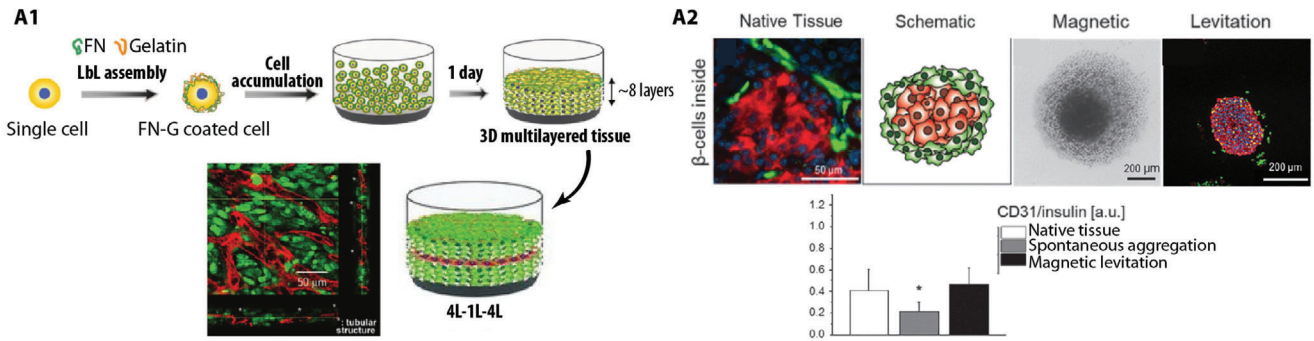 A1
FN Gelatin
LbL assembly
Single cell
FN-G coated cell
Cell
accumulation
1 day
~8 layers
3D multilayered tissue
50 μm
*: tubular
structure
4L-1L-4L
A2
Native Tissue
Schematic
Magnetic
Levitation
β-cells inside
50 μm
200 μm
200 μm
1.2
1.0
0.8
0.6
0.4
0.2
0.0
*
CD31/insulin [a.u.]
Native tissue
Spontaneous aggregation
Magnetic levitation